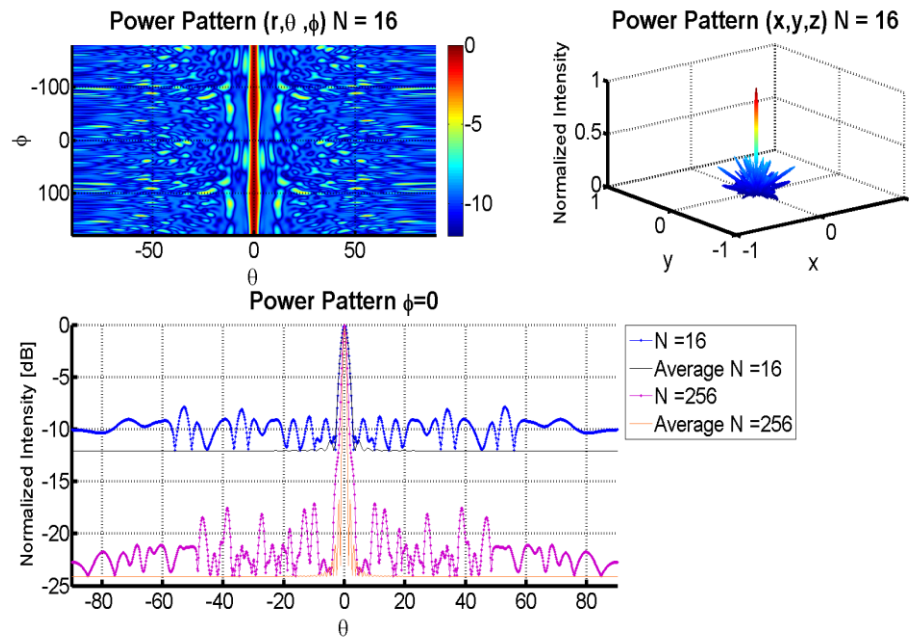 Power Pattern (r,θ ,ϕ) N = 16
-100
0
100
ϕ
-50
0
50
θ
0
-5
-10
Power Pattern (x,y,z) N = 16
Normalized Intensity
1
0.5
0
1
0
-1
y
-1
0
x
Power Pattern ϕ=0
Normalized Intensity [dB]
0
-5
-10
-15
-20
-25
-80
-60
-40
-20
0
20
40
60
80
θ
N =16
Average N =16
N =256
Average N =256